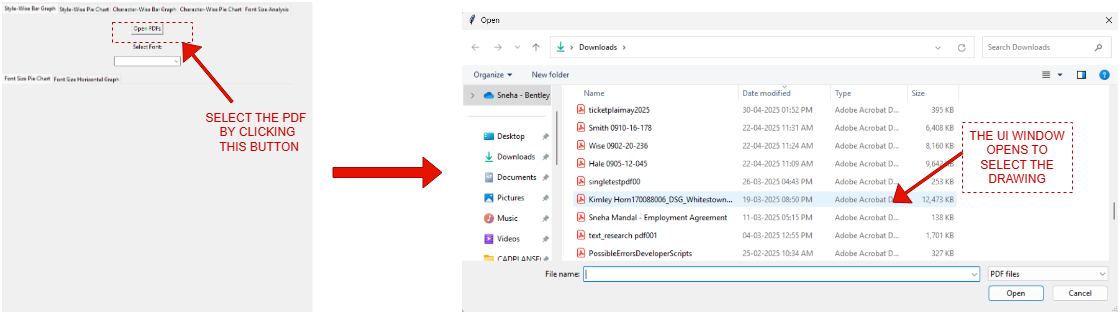 Style-Wise Bar Graph Style-Wise Pie Chart Character-Wise Bar Graph Character-Wise Pie Chart Font Size Analysis
Open PDFs
Select Font:
Font Size Pie Chart Font Size Horizontal Graph
SELECT THE PDF
BY CLICKING
THIS BUTTON
Open
Downloads
Search Downloads
Organize
New folder
Sneha - Bentley
Desktop
Downloads
Documents
Pictures
Music
Videos
CADPLANSE
Name Date modified Type Size
ticketplaimay2025 30-04-2025 01:52 PM Adobe Acrobat D... 395 KB
Smith 0910-16-178 22-04-2025 11:31 AM Adobe Acrobat D... 6,408 KB
Wise 0902-20-236 22-04-2025 11:24 AM Adobe Acrobat D... 8,160 KB
Hale 0905-12-045 22-04-2025 11:09 AM Adobe Acrobat D... 9,642 KB
singletestpdf00 26-03-2025 04:43 PM Adobe Acrobat D... 253 KB
Kimley Horn170088006_DSG_Whitestown... 19-03-2025 08:50 PM Adobe Acrobat D... 12,473 KB
Sneha Mandal - Employment Agreement 11-03-2025 05:15 PM Adobe Acrobat D... 138 KB
text_research pdf001 04-03-2025 12:55 PM Adobe Acrobat D... 1,701 KB
PossibleErrorsDeveloperScripts 25-02-2025 10:34 AM Adobe Acrobat D... 327 KB
THE UI WINDOW
OPENS TO
SELECT THE
DRAWING
File name:
PDF files
Open
Cancel